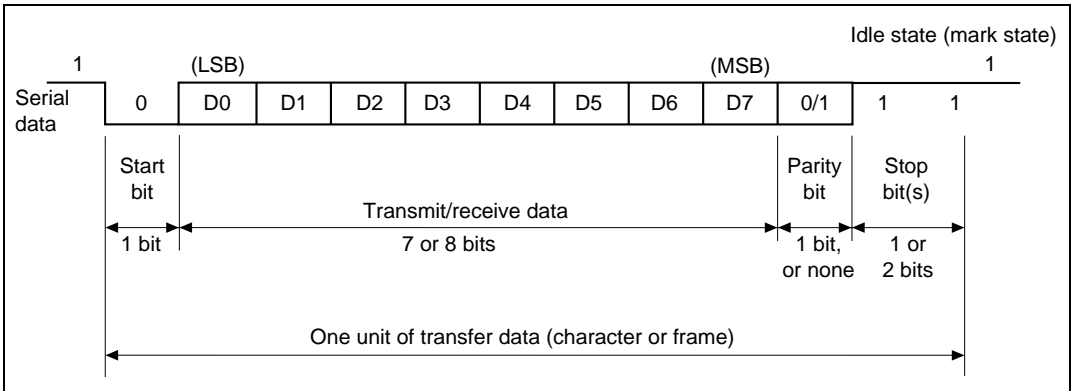 Idle state (mark state)
1 (LSB) (MSB) 1
Serial
data
0 D0 D1 D2 D3 D4 D5 D6 D7 0/1 1 1
Start
bit
Parity
bit
Stop
bit(s)
Transmit/receive data
1 bit
7 or 8 bits
1 bit,
or none
1 or
2 bits
One unit of transfer data (character or frame)